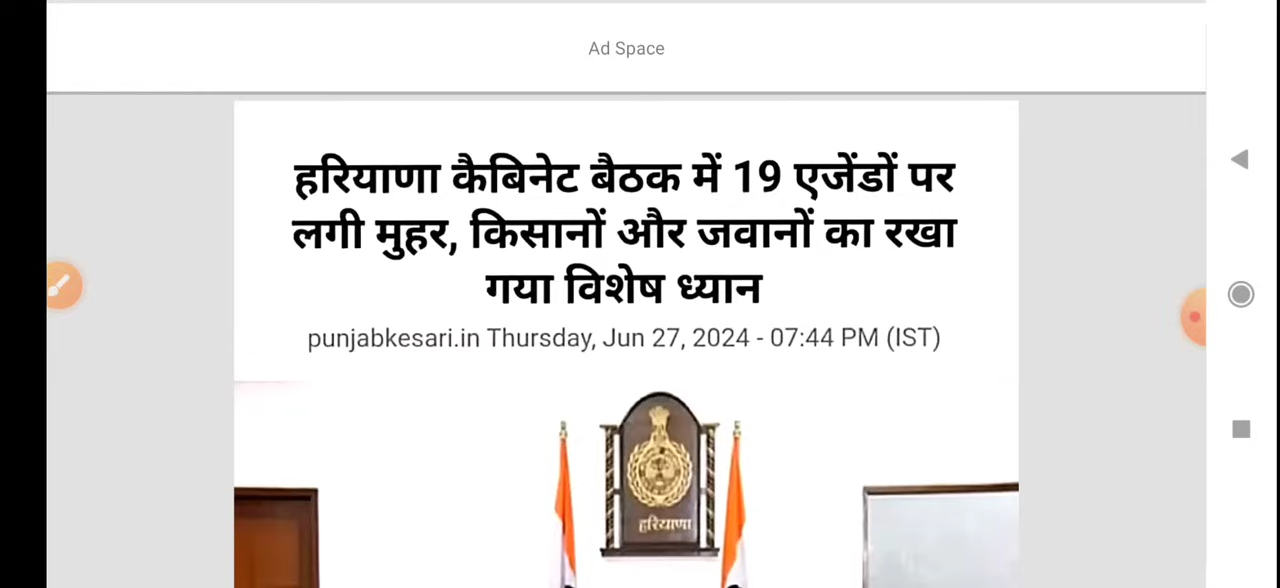 Ad Space
हरियाणा कैबिनेट बैठक में 19 एजेंडों पर
लगी मुहर, किसानों और जवानों का रखा
गया विशेष ध्यान
punjabkesari.in Thursday, Jun 27, 2024 - 07:44 PM (IST)
हरियाणा